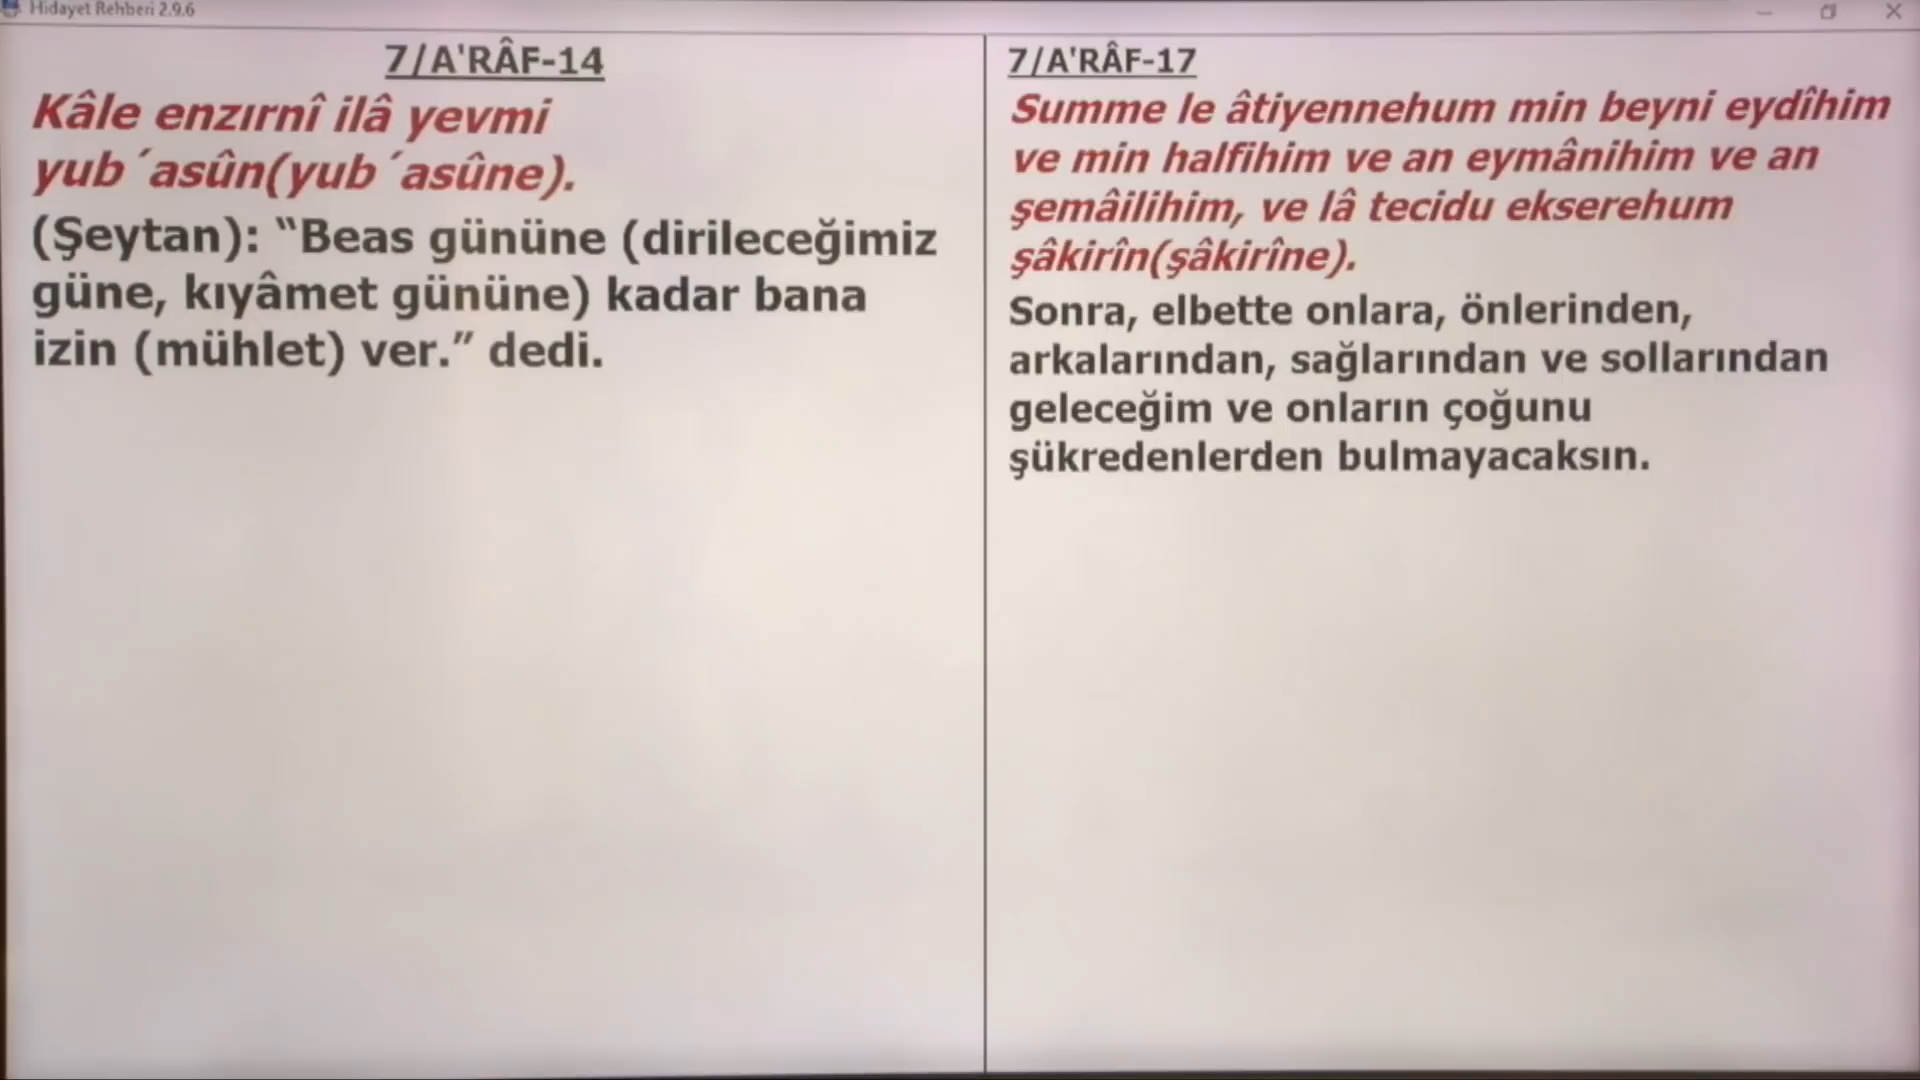 Hidayet Rehberi 2.9.6
7/A'RÂF-14
Kâle enzırnî ilâ yevmi
yub´asûn(yub´asûne).
(Şeytan): “Beas gününe (dirileceğimiz
güne, kıyâmet gününe) kadar bana
izin (mühlet) ver.” dedi.
7/A'RÂF-17
Summe le âtiyennehum min beyni eydîhim
ve min halfihim ve an eymânihim ve an
şemâilihim, ve lâ tecidu ekserehum
şâkirîn(şâkirîne).
Sonra, elbette onlara, önlerinden,
arkalarından, sağlarından ve sollarından
geleceğim ve onların çoğunu
şükredenlerden bulmayacaksın.